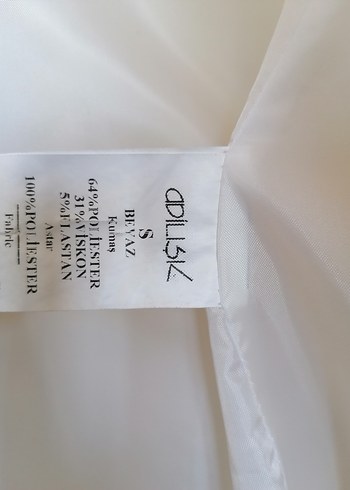 adilışık
S
BEYAZ
Kumaş
64%POLİESTER
31%VİSKON
5%ELASTAN
Astar
100%POLİESTER
Fabric